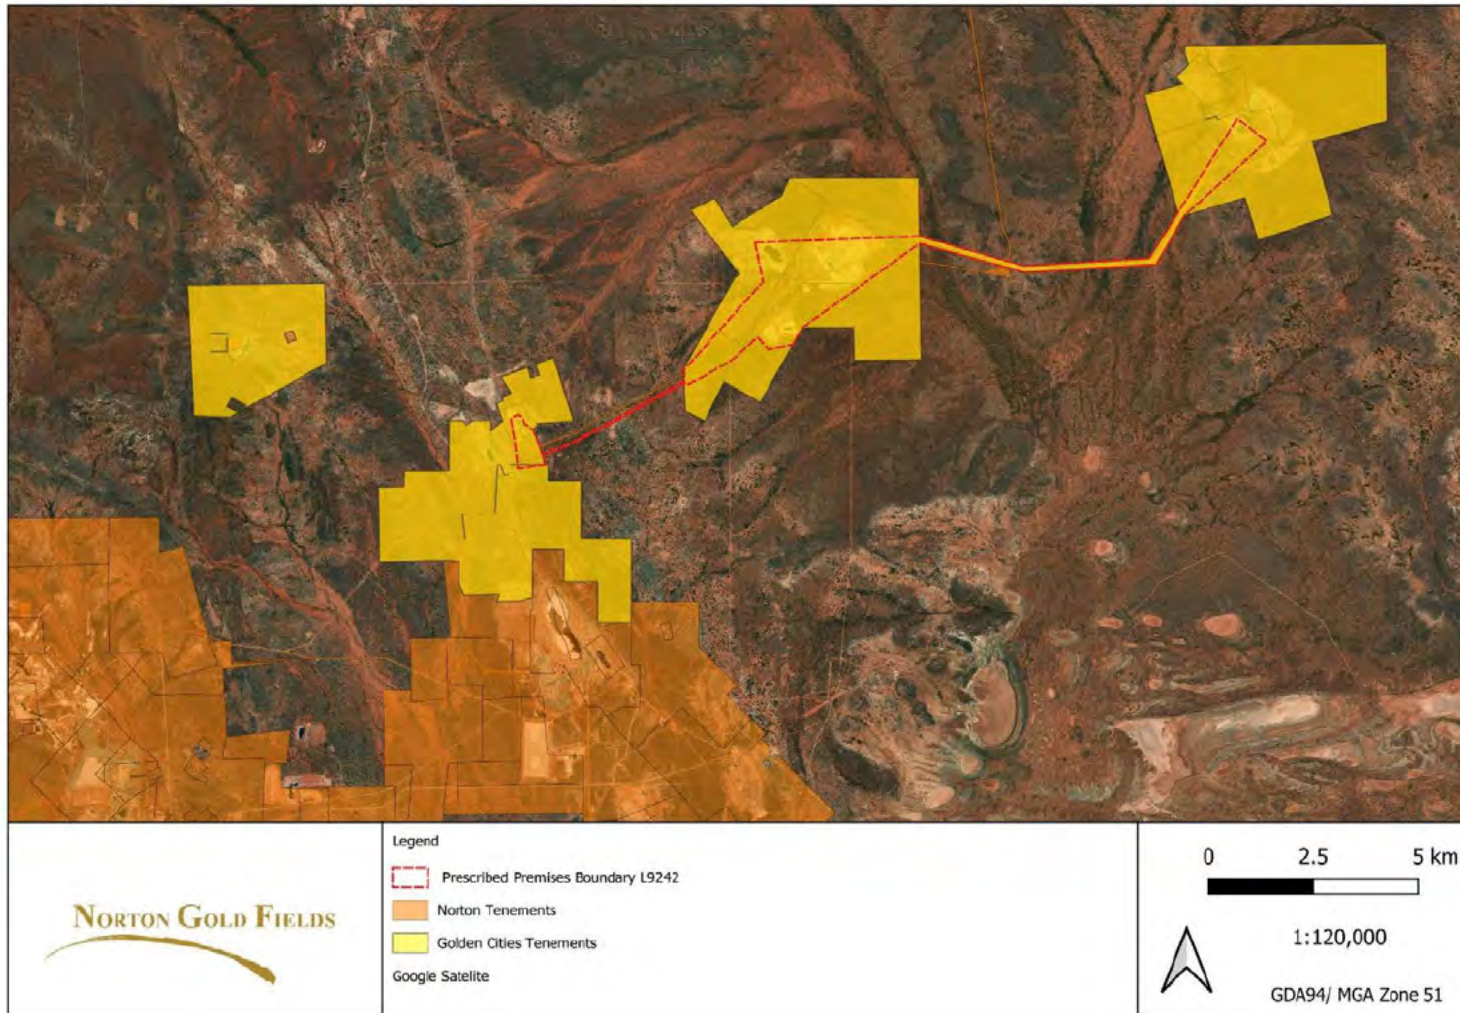 NORTON GOLD FIELDS
Legend
Prescribed Premises Boundary L9242
Norton Tenements
Golden Cities Tenements
Google Satelite
0 2.5 5 km
1:120,000
GDA94/ MGA Zone 51